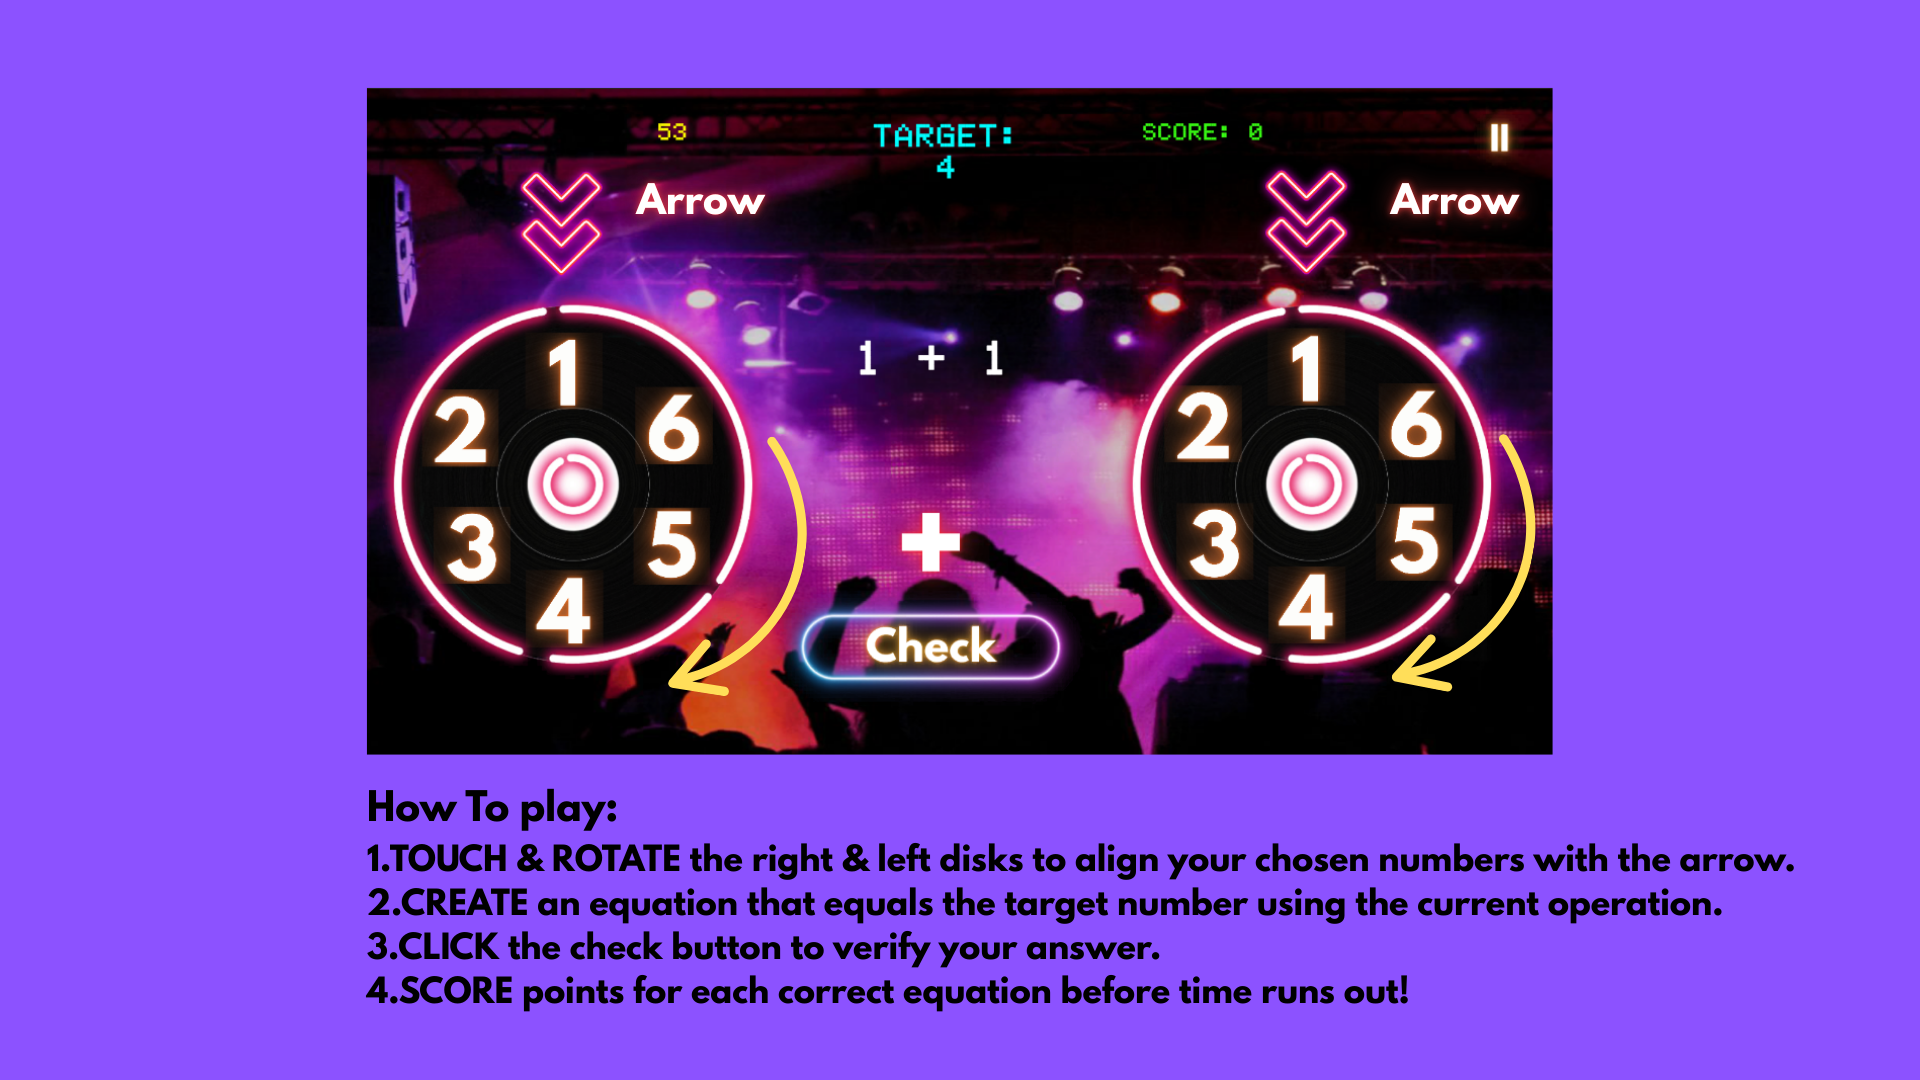 53
TARGET:
4
SCORE: 0
Arrow
Arrow
1 + 1
1
2
6
3
5
4
1
2
6
3
5
4
+
Check
How To play:
1.TOUCH & ROTATE the right & left disks to align your chosen numbers with the arrow.
2.CREATE an equation that equals the target number using the current operation.
3.CLICK the check button to verify your answer.
4.SCORE points for each correct equation before time runs out!